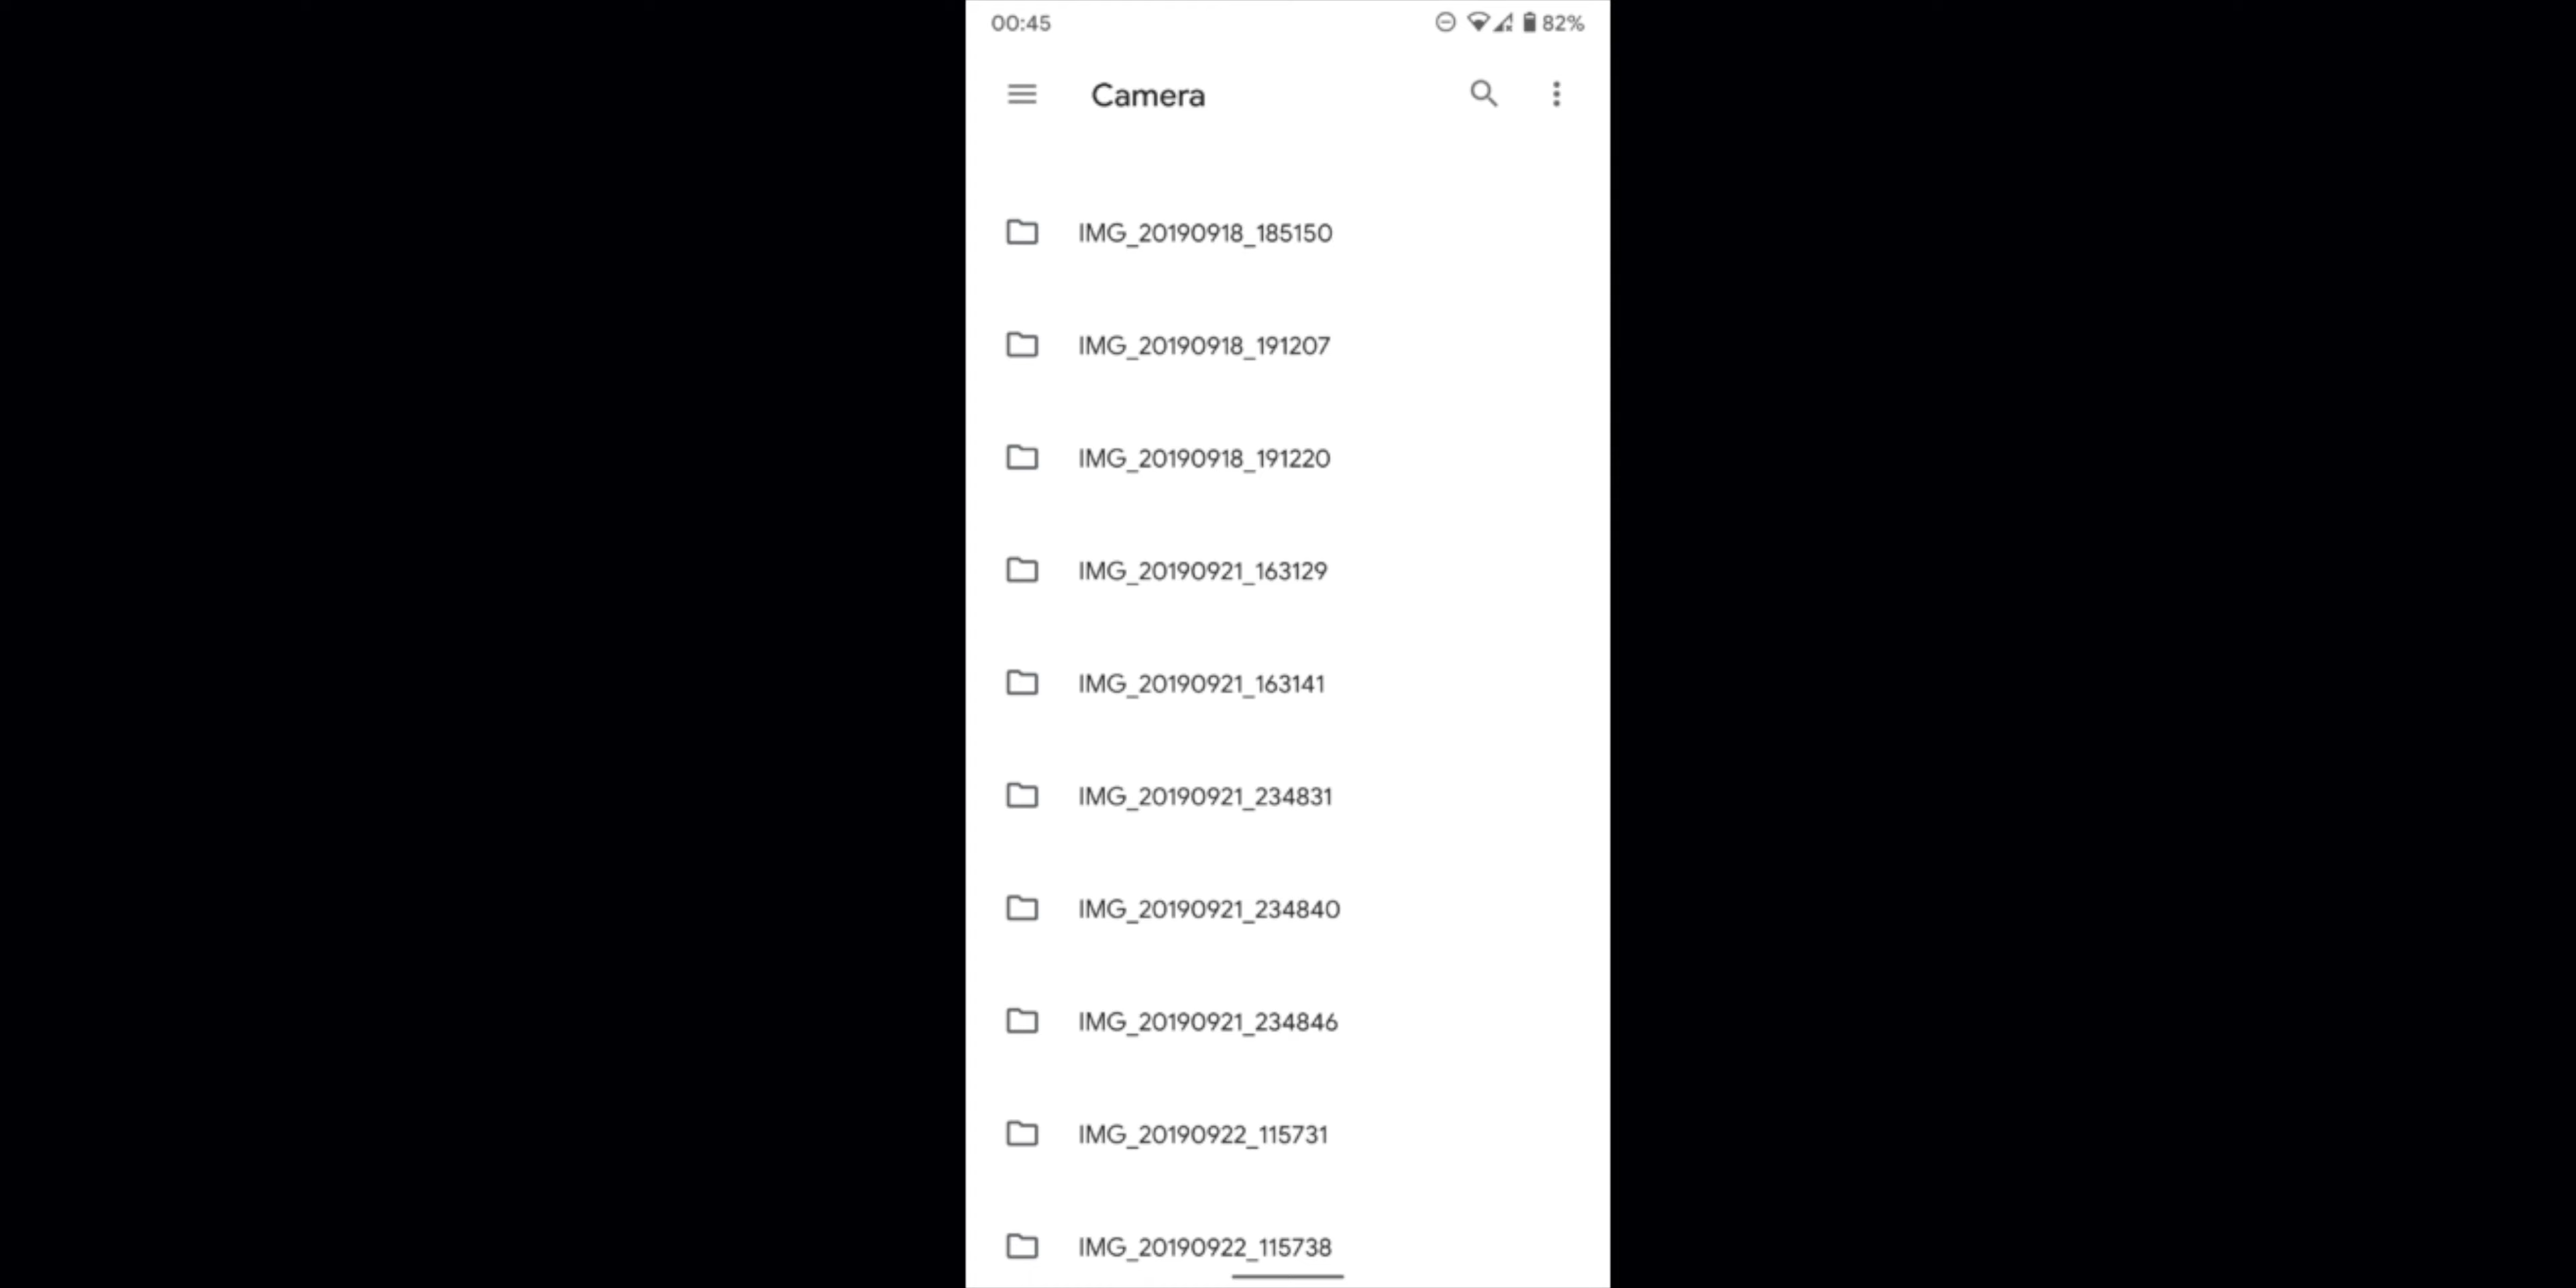 00:45 82%
Camera
IMG_20190918_185150
IMG_20190918_191207
IMG_20190918_191220
IMG_20190921_163129
IMG_20190921_163141
IMG_20190921_234831
IMG_20190921_234840
IMG_20190921_234846
IMG_20190922_115731
IMG_20190922_115738